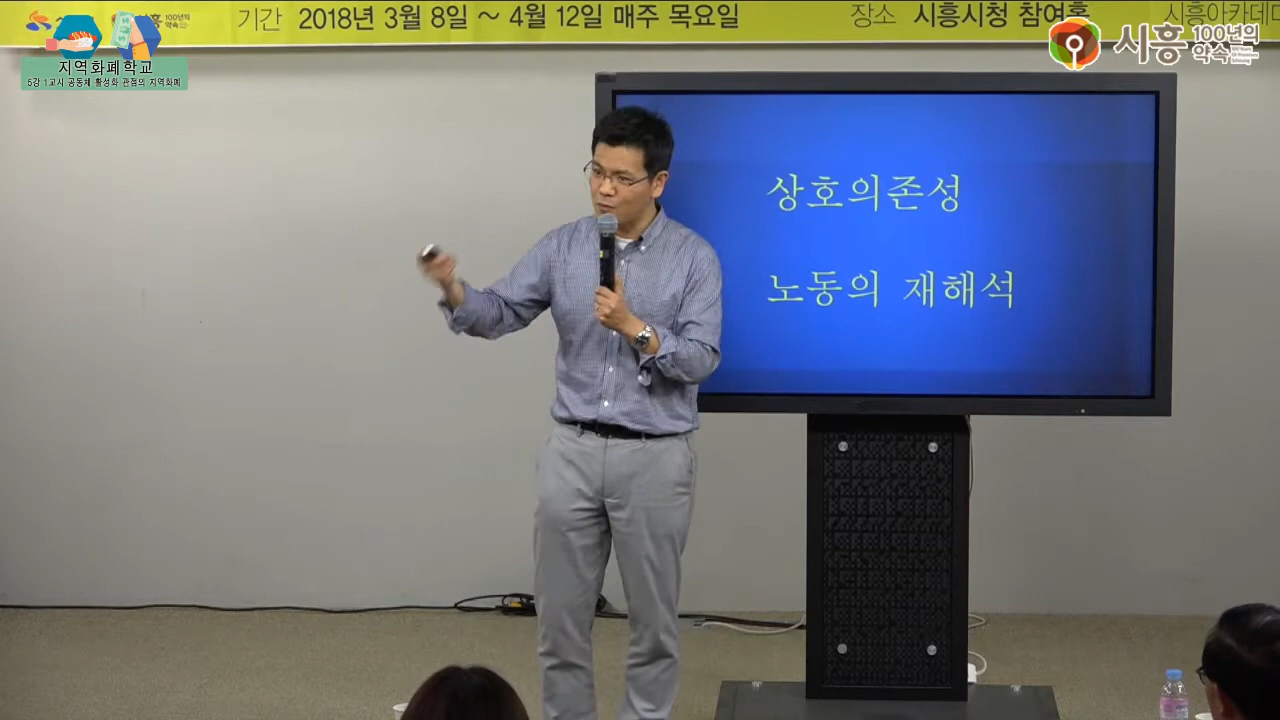 기간 2018년 3월 8일 ~ 4월 12일 매주 목요일
장소 시흥시청 참여홀
시흥아카데미
지역화폐학교
5강 1교시 공동체 활성화 관점의 지역화폐
시흥 100년의 약속
상호의존성
노동의 재해석